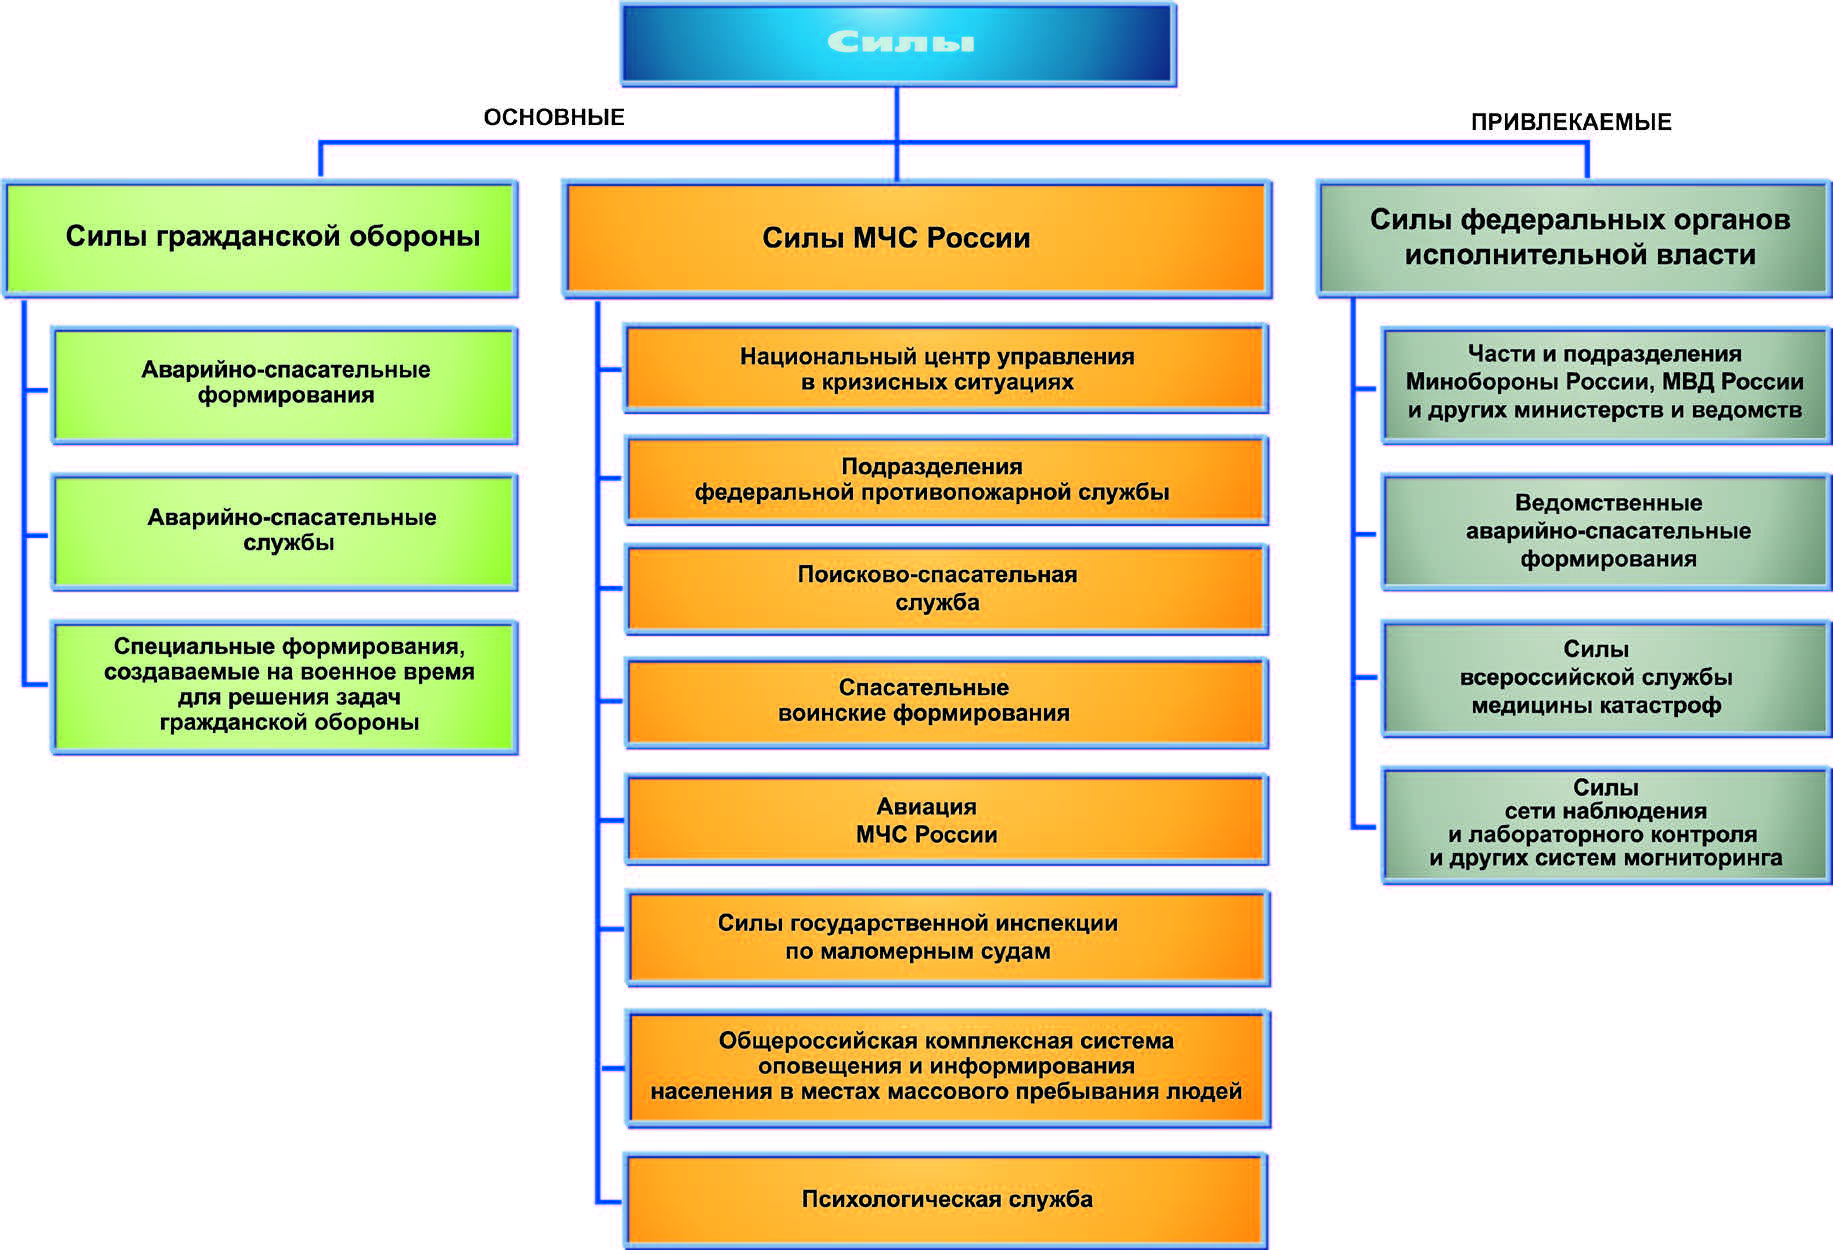 Силы
ОСНОВНЫЕ
ПРИВЛЕКАЕМЫЕ
Силы гражданской обороны
Аварийно-спасательные
формирования
Аварийно-спасательные
службы
Специальные формирования,
создаваемые на военное время
для решения задач
гражданской обороны
Силы МЧС России
Национальный центр управления
в кризисных ситуациях
Подразделения
федеральной противопожарной службы
Поисково-спасательная
служба
Спасательные
воинские формирования
Авиация
МЧС России
Силы государственной инспекции
по маломерным судам
Общероссийская комплексная система
оповещения и информирования
населения в местах массового пребывания людей
Психологическая служба
Силы федеральных органов
исполнительной власти
Части и подразделения
Минобороны России, МВД России
и других министерств и ведомств
Ведомственные
аварийно-спасательные
формирования
Силы
всероссийской службы
медицины катастроф
Силы
сети наблюдения
и лабораторного контроля
и других систем могниторинга